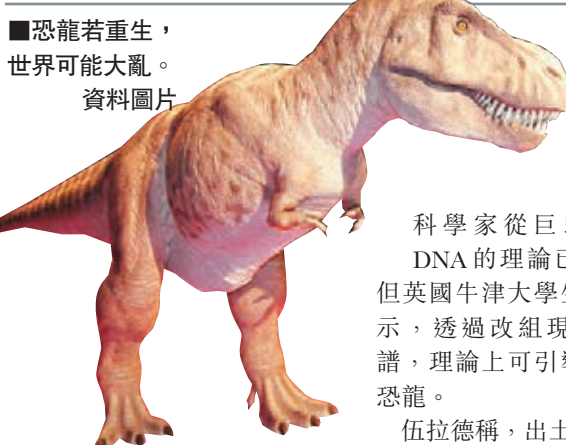 ■恐龍若重生，
世界可能大亂。
資料圖片
科學家從巨
DNA的理論已
但英國牛津大學生
示，透過改組現
譜，理論上可引
恐龍。
伍拉德稱，出土